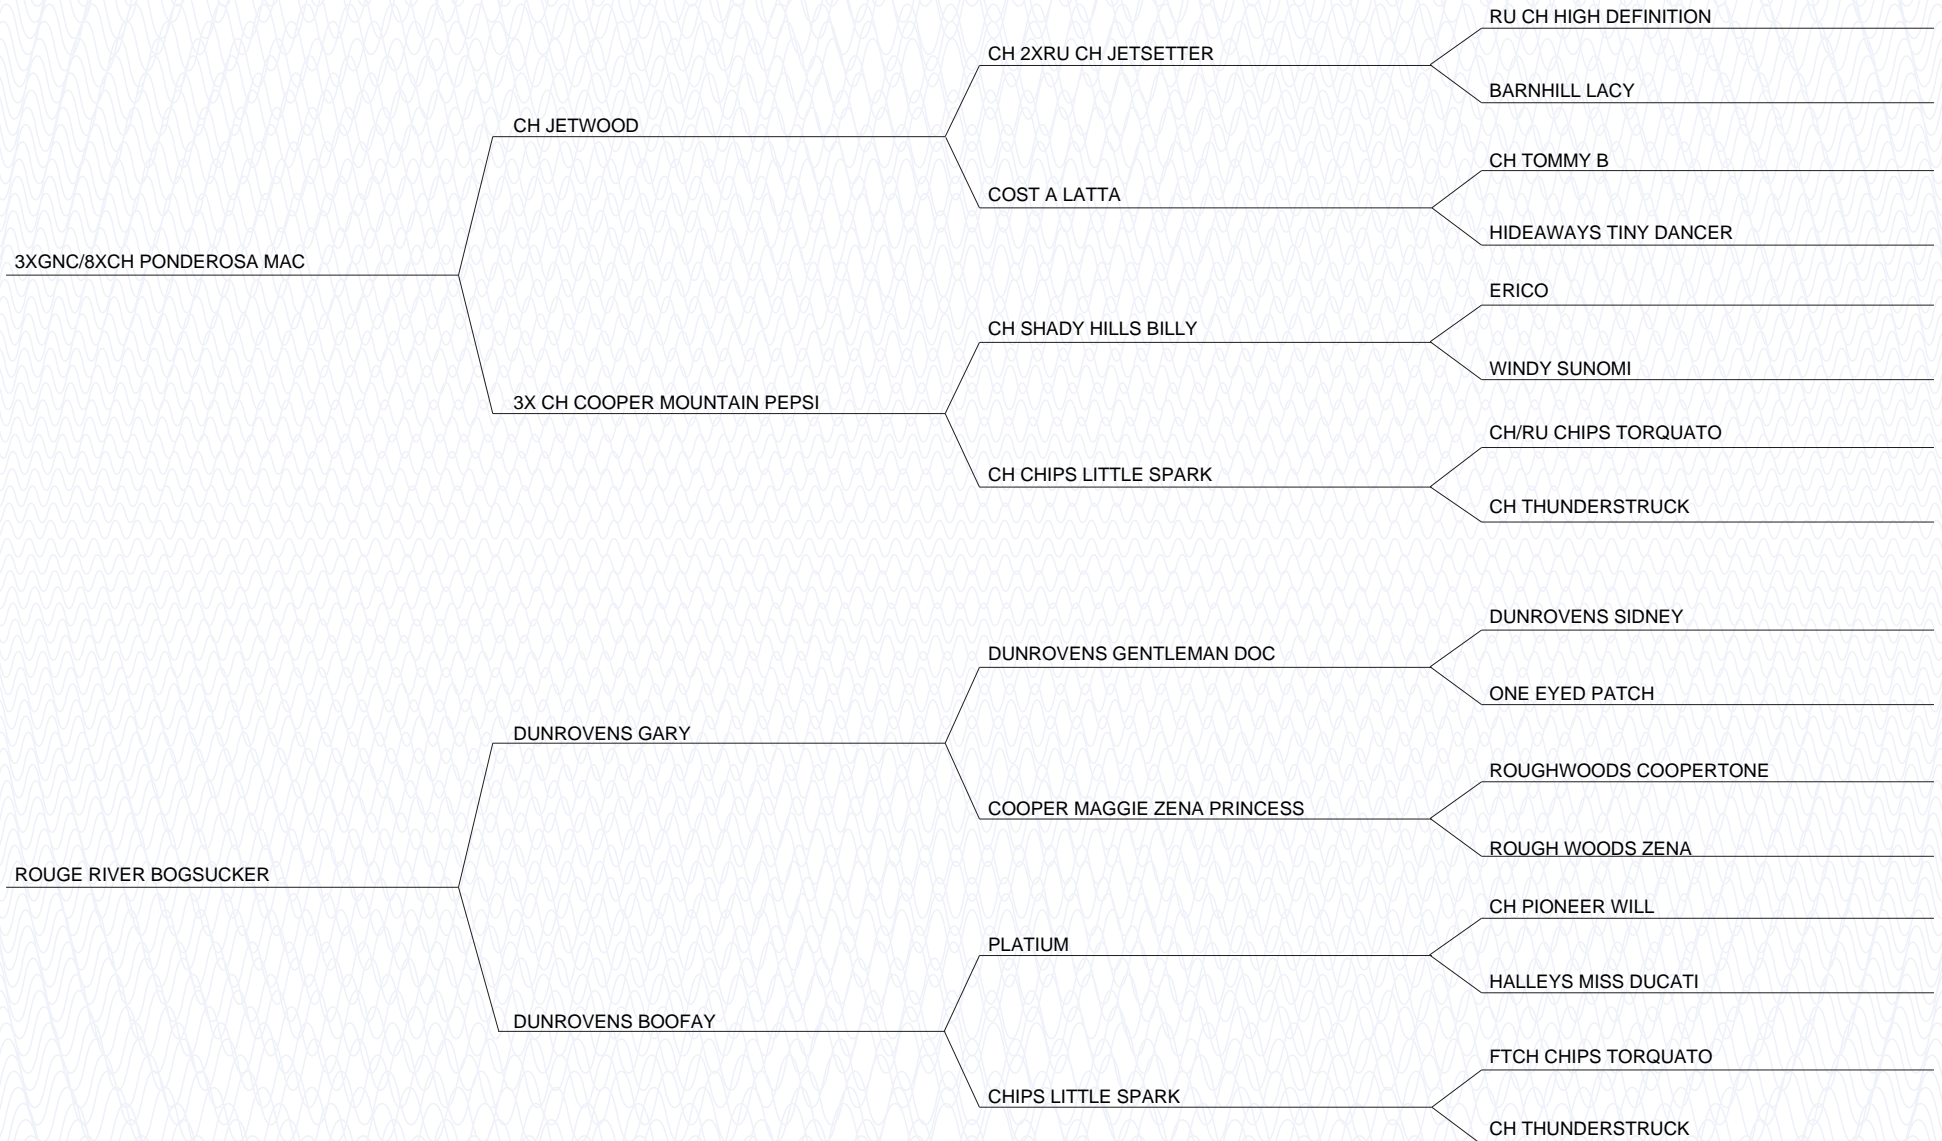 RU CH HIGH DEFINITION
CH 2XRU CH JETSETTER
BARNHILL LACY
CH JETWOOD
CH TOMMY B
COST A LATTA
HIDEAWAYS TINY DANCER
3XGNC/8XCH PONDEROSA MAC
ERICO
CH SHADY HILLS BILLY
WINDY SUNOMI
3X CH COOPER MOUNTAIN PEPSI
CH/RU CHIPS TORQUATO
CH CHIPS LITTLE SPARK
CH THUNDERSTRUCK
DUNROVENS SIDNEY
DUNROVENS GENTLEMAN DOC
ONE EYED PATCH
DUNROVENS GARY
ROUGHWOODS COOPERTONE
COOPER MAGGIE ZENA PRINCESS
ROUGH WOODS ZENA
ROUGE RIVER BOGSUCKER
CH PIONEER WILL
PLATIUM
HALLEYS MISS DUCATI
DUNROVENS BOOFAY
FTCH CHIPS TORQUATO
CHIPS LITTLE SPARK
CH THUNDERSTRUCK